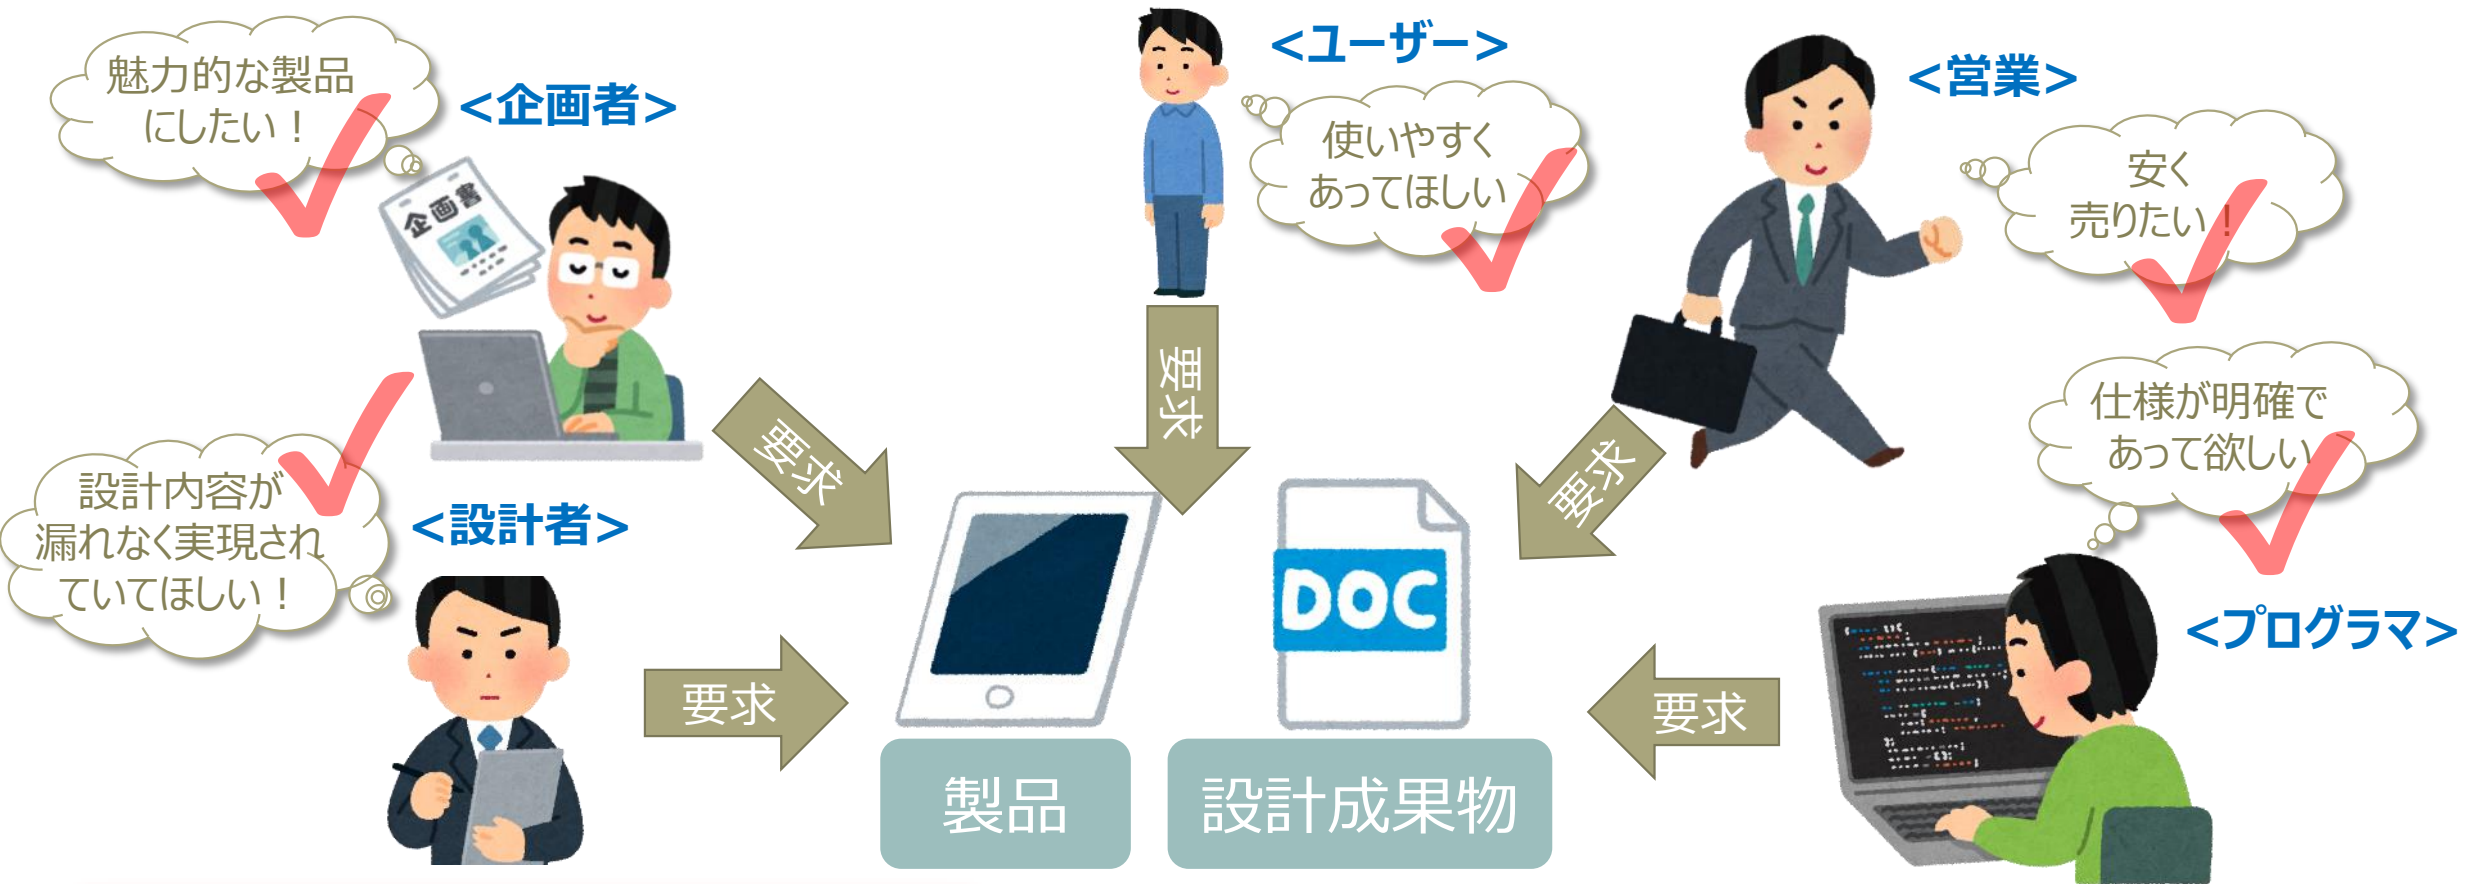 魅力的な製品
にしたい！
<企画者>
企画書
<ユーザー>
使いやすく
あってほしい
<営業>
安く
売りたい！
仕様が明確で
あって欲しい
<プログラマ>
設計内容が
漏れなく実現され
ていてほしい！
<設計者>
要求
要求
要求
要求
要求
DOC
製品
設計成果物